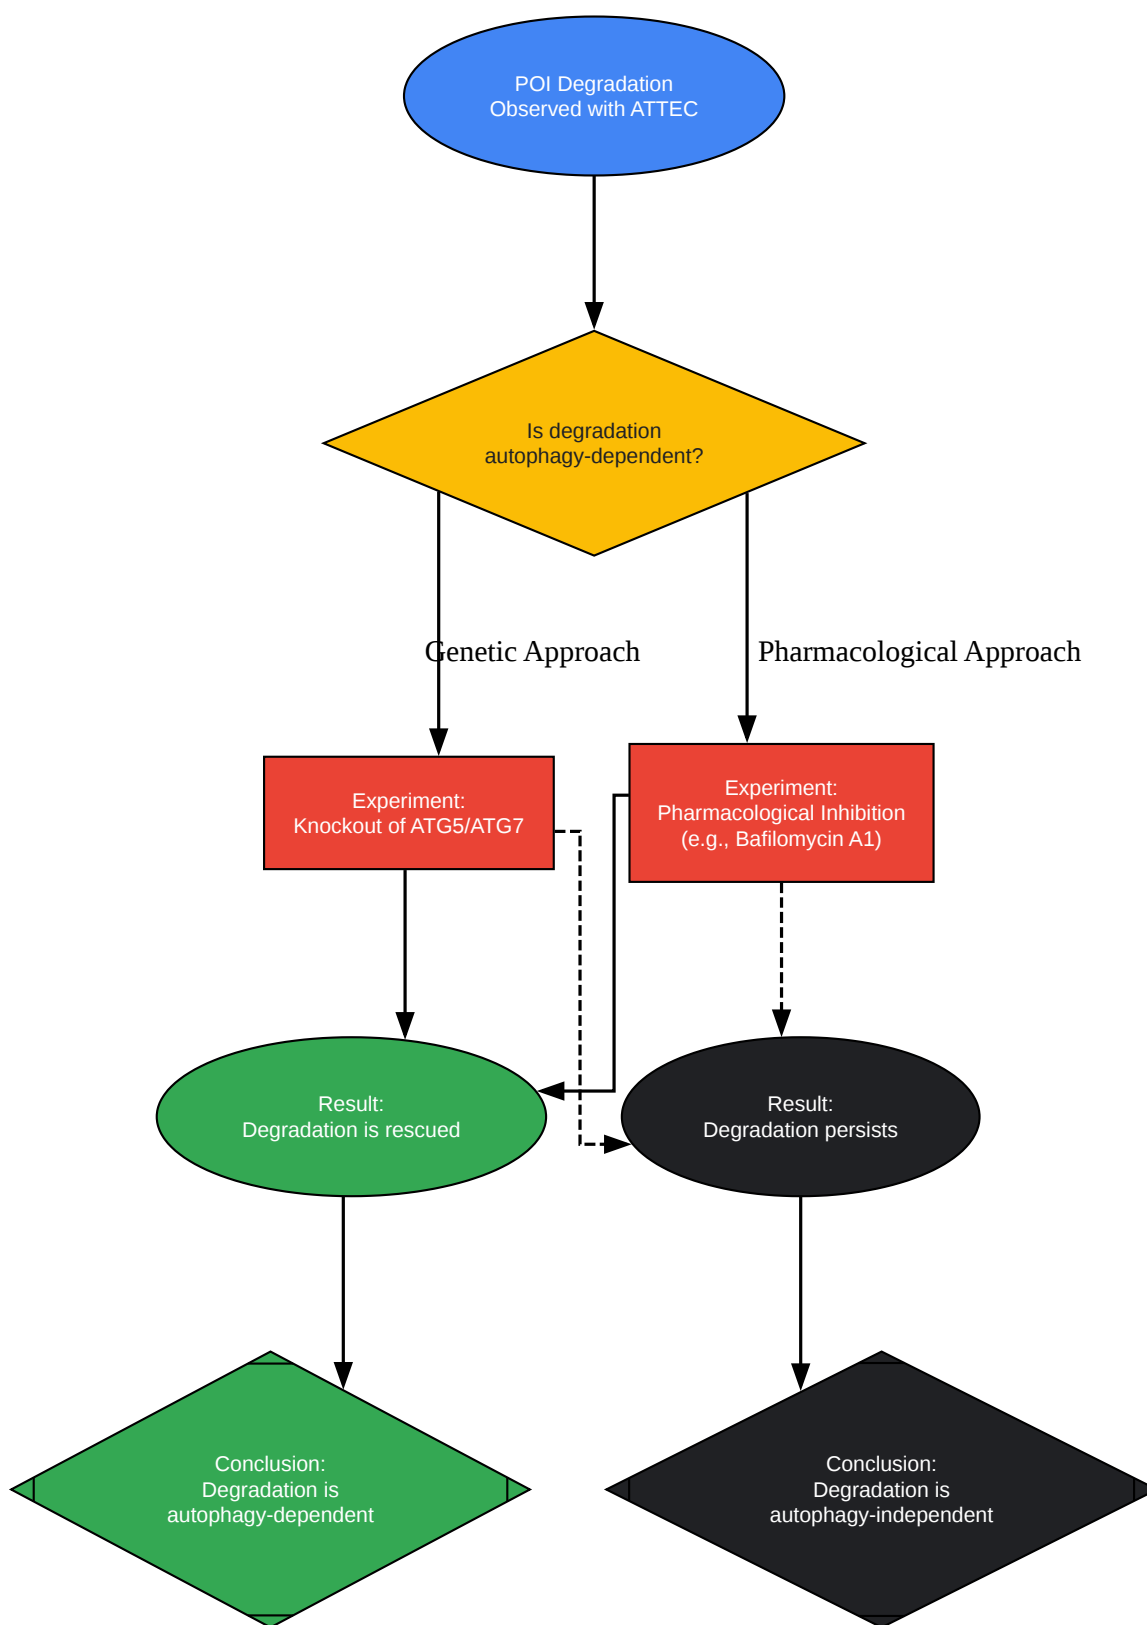 POI Degradation
Observed with ATTEC
Is degradation
autophagy-dependent?
Genetic Approach
Pharmacological Approach
Experiment:
Knockout of ATG5/ATG7
Experiment:
Pharmacological Inhibition
(e.g., Bafilomycin A1)
Result:
Degradation is rescued
Result:
Degradation persists
Conclusion:
Degradation is
autophagy-dependent
Conclusion:
Degradation is
autophagy-independent